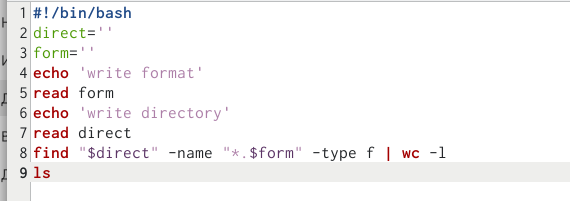 1 #!/bin/bash
2 direct=''
3 form=''
4 echo 'write format'
5 read form
6 echo 'write directory'
7 read direct
8 find "$direct" -name "*.$form" -type f | wc -l
9 ls